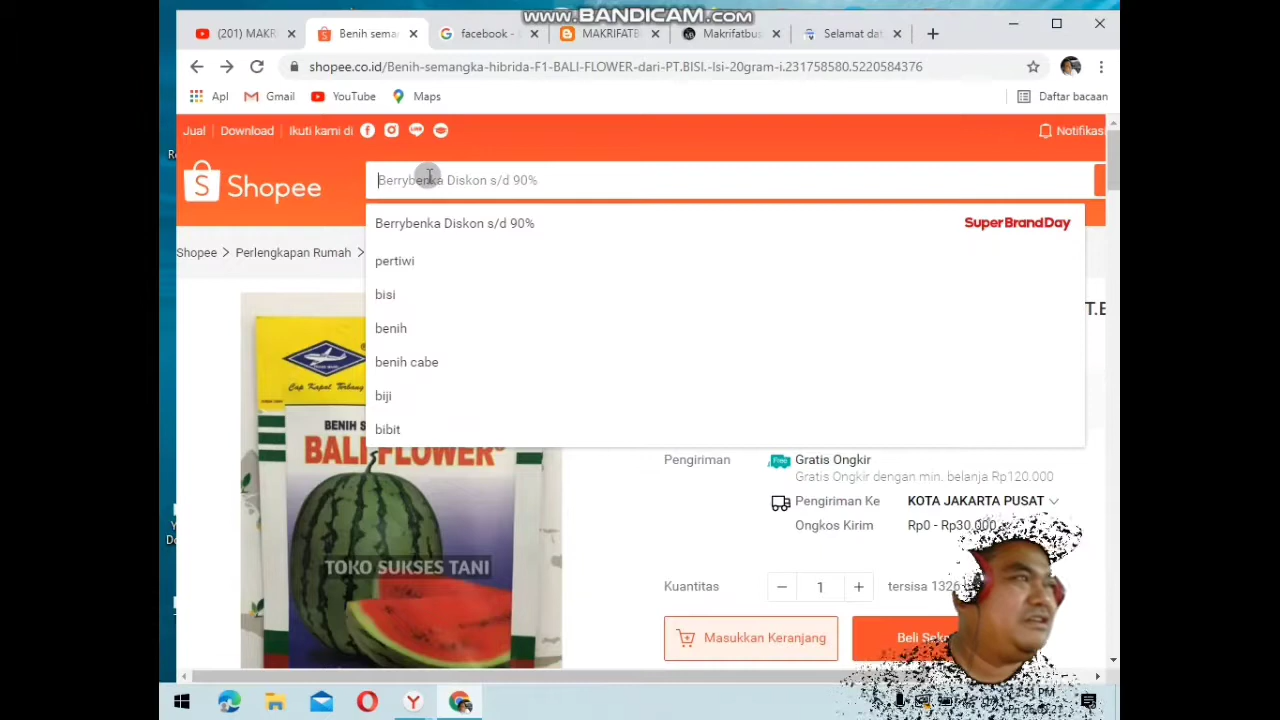 WWW.BANDICAM.COM
(201) MAKR
Benih sema
facebook -
MAKRIFATB
Makrifatbus
Selamat dat
shopee.co.id/Benih-semangka-hibrida-F1-BALI-FLOWER-dari-PT.BISI.-Isi-20gram-i.231758580.5220584376
Apl
Gmail
YouTube
Maps
Daftar bacaan
Jual
Download
Ikuti kami di
Notifikas
Shopee
Berrybenka Diskon s/d 90%
Berrybenka Diskon s/d 90%
SuperBrandDay
pertiwi
bisi
benih
benih cabe
biji
bibit
Shopee > Perlengkapan Rumah >
T.B
Cap Kapal Terbang
BENIH S
BALI FLOWER
TOKO SUKSES TANI
Pengiriman
Gratis Ongkir
Gratis Ongkir dengan min. belanja Rp120.000
Pengiriman Ke
KOTA JAKARTA PUSAT
Ongkos Kirim
Rp0 - Rp30.000
Kuantitas
1
tersisa 1326
Masukkan Keranjang
Beli Sek